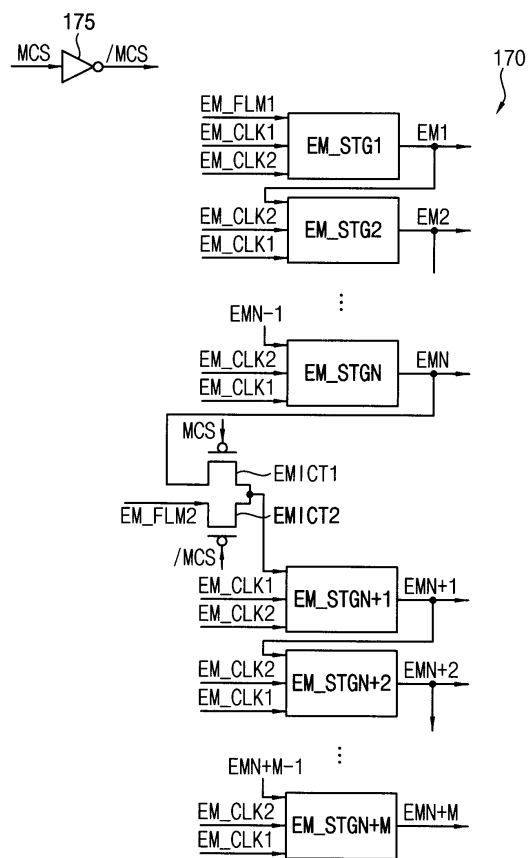 175
MCS
/MCS
170
EM_FLM1
EM_CLK1
EM_CLK2
EM_STG1
EM1
EM_CLK2
EM_CLK1
EM_STG2
EM2
⋮
EMN-1
EM_CLK2
EM_CLK1
EM_STGN
EMN
MCS
EMICT1
EM_FLM2
EMICT2
/MCS
EM_CLK1
EM_CLK2
EM_STGN+1
EMN+1
EM_CLK2
EM_CLK1
EM_STGN+2
EMN+2
⋮
EMN+M-1
EM_CLK2
EM_CLK1
EM_STGN+M
EMN+M